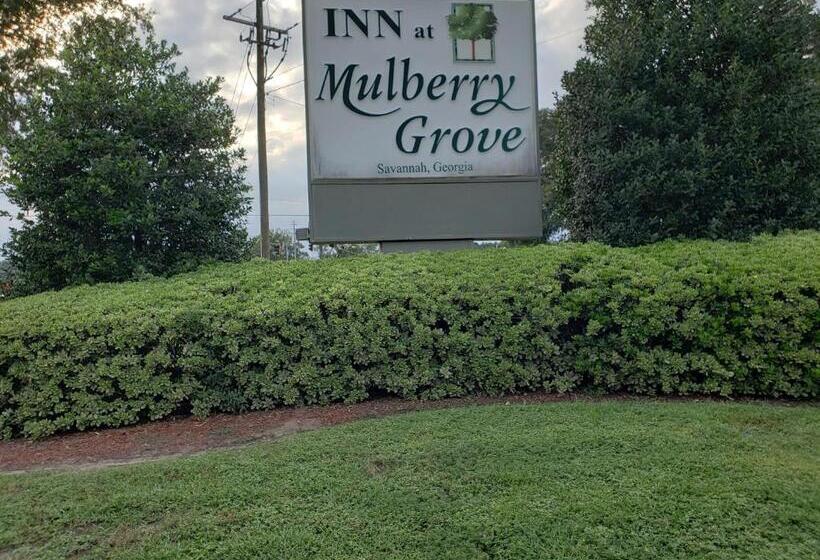 INN at
Mulberry
Grove
Savannah, Georgia